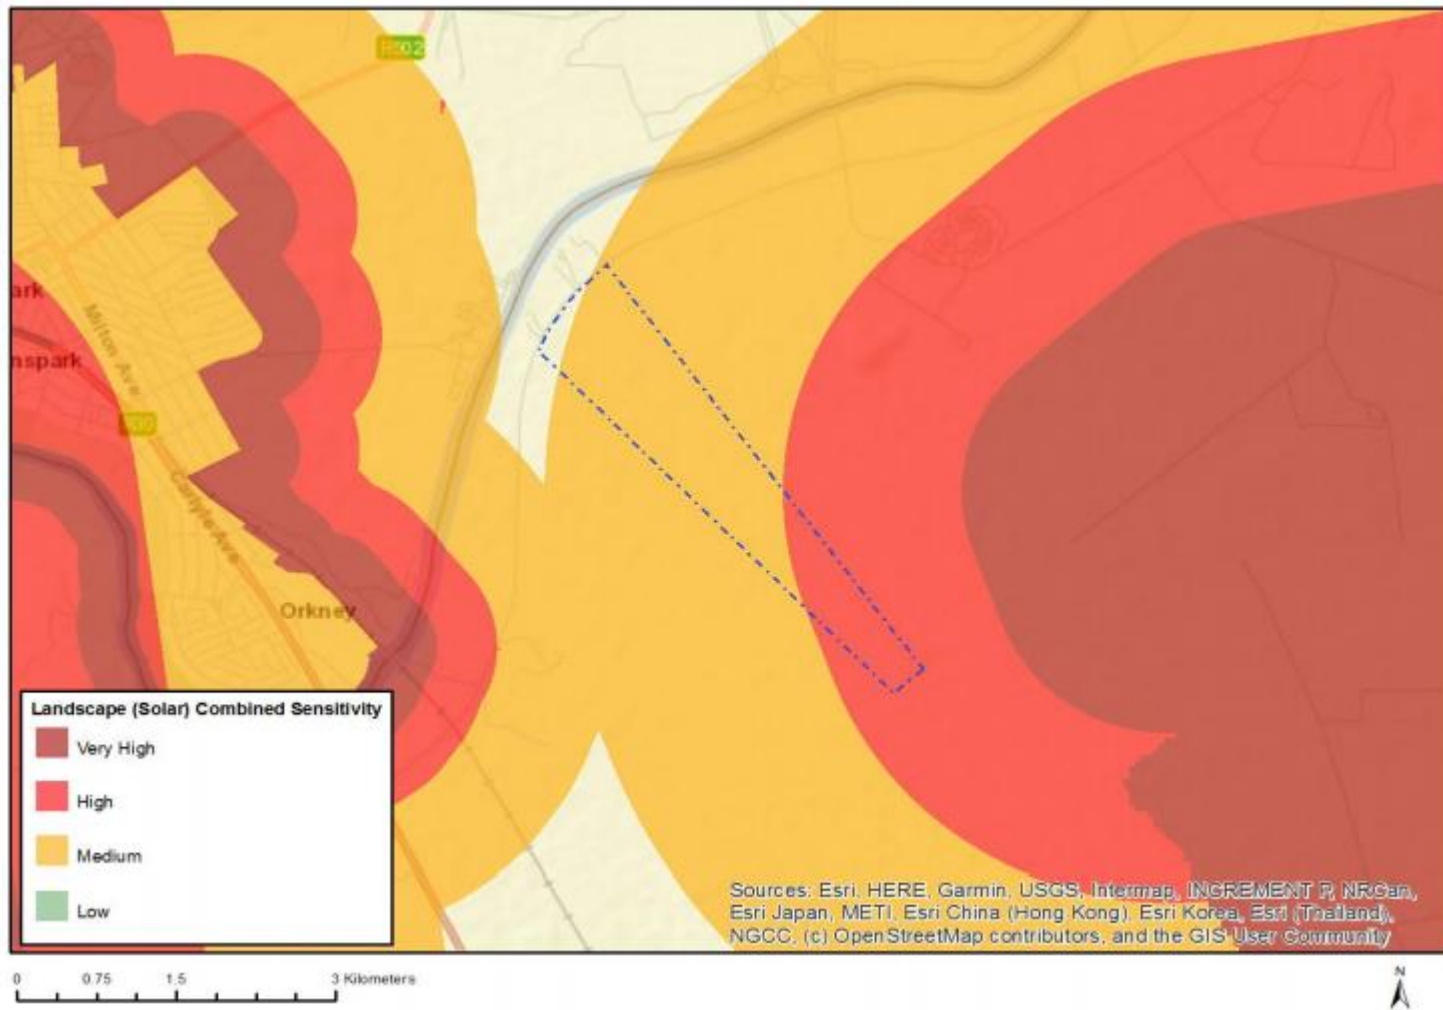 R502
ark
Milton Ave
nspark
R30
Carlyle Ave
Orkney
Landscape (Solar) Combined Sensitivity
Very High
High
Medium
Low
Sources: Esri, HERE, Garmin, USGS, Intermap, INCREMENT P, NRCan,
Esri Japan, METI, Esri China (Hong Kong), Esri Korea, Esri (Thailand),
NGCC, (c) OpenStreetMap contributors, and the GIS User Community
0 0.75 1.5 3 Kilometers
N